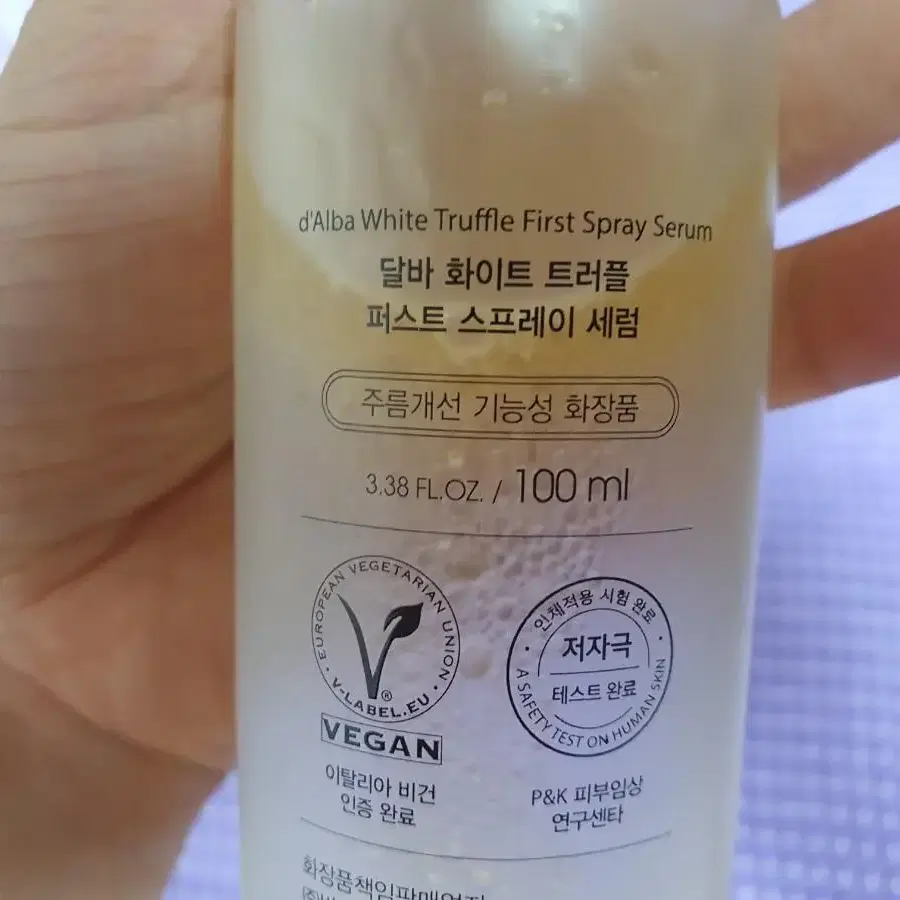 d'Alba White Truffle First Spray Serum
달바 화이트 트러플
퍼스트 스프레이 세럼
주름개선 기능성 화장품
3.38 FL.OZ. / 100 ml
· EUROPEAN VEGETARIAN UNION ·
V-LABEL.EU
®
VEGAN
이탈리아 비건
인증 완료
· 인체적용 시험 완료 ·
저자극
테스트 완료
A SAFETY TEST ON HUMAN SKIN
P&K 피부임상
연구센타
화장품책임판매업자